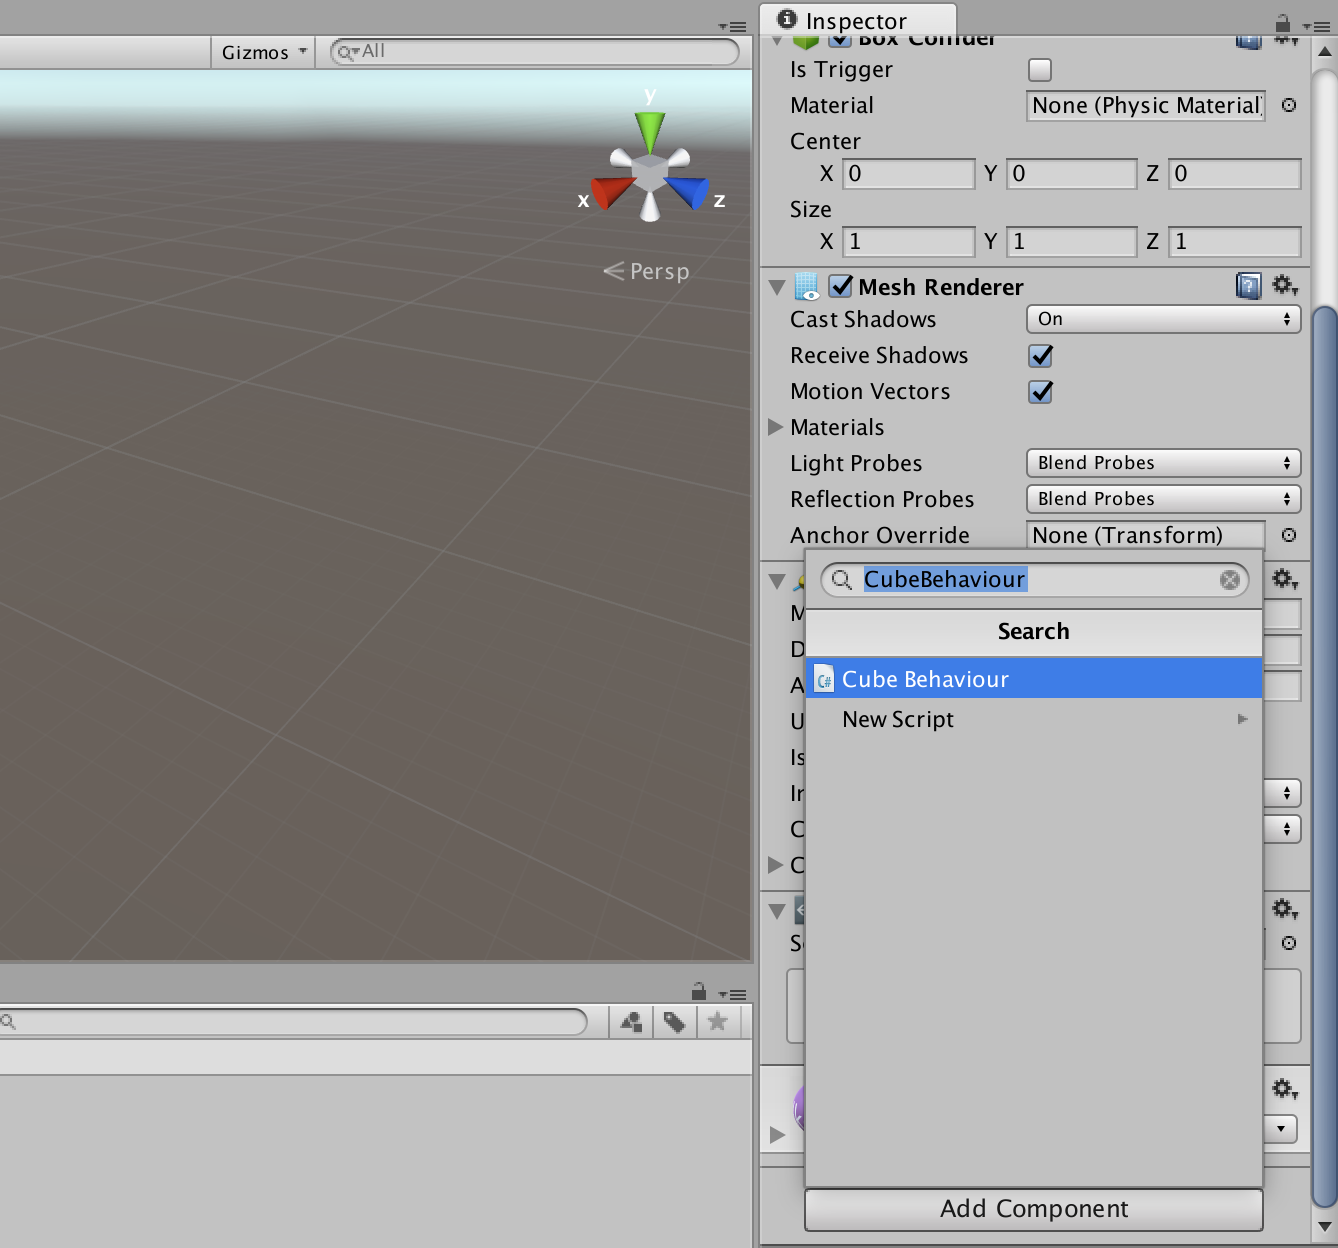 Inspector
Gizmos
All
y
x
z
Persp
Box Collider
Is Trigger
Material None (Physic Material
Center
X 0 Y 0 Z 0
Size
X 1 Y 1 Z 1
Mesh Renderer
Cast Shadows On
Receive Shadows
Motion Vectors
Materials
Light Probes Blend Probes
Reflection Probes Blend Probes
Anchor Override None (Transform)
CubeBehaviour
Search
C# Cube Behaviour
New Script
M
D
A
U
Is
Ir
C
C
S
Add Component